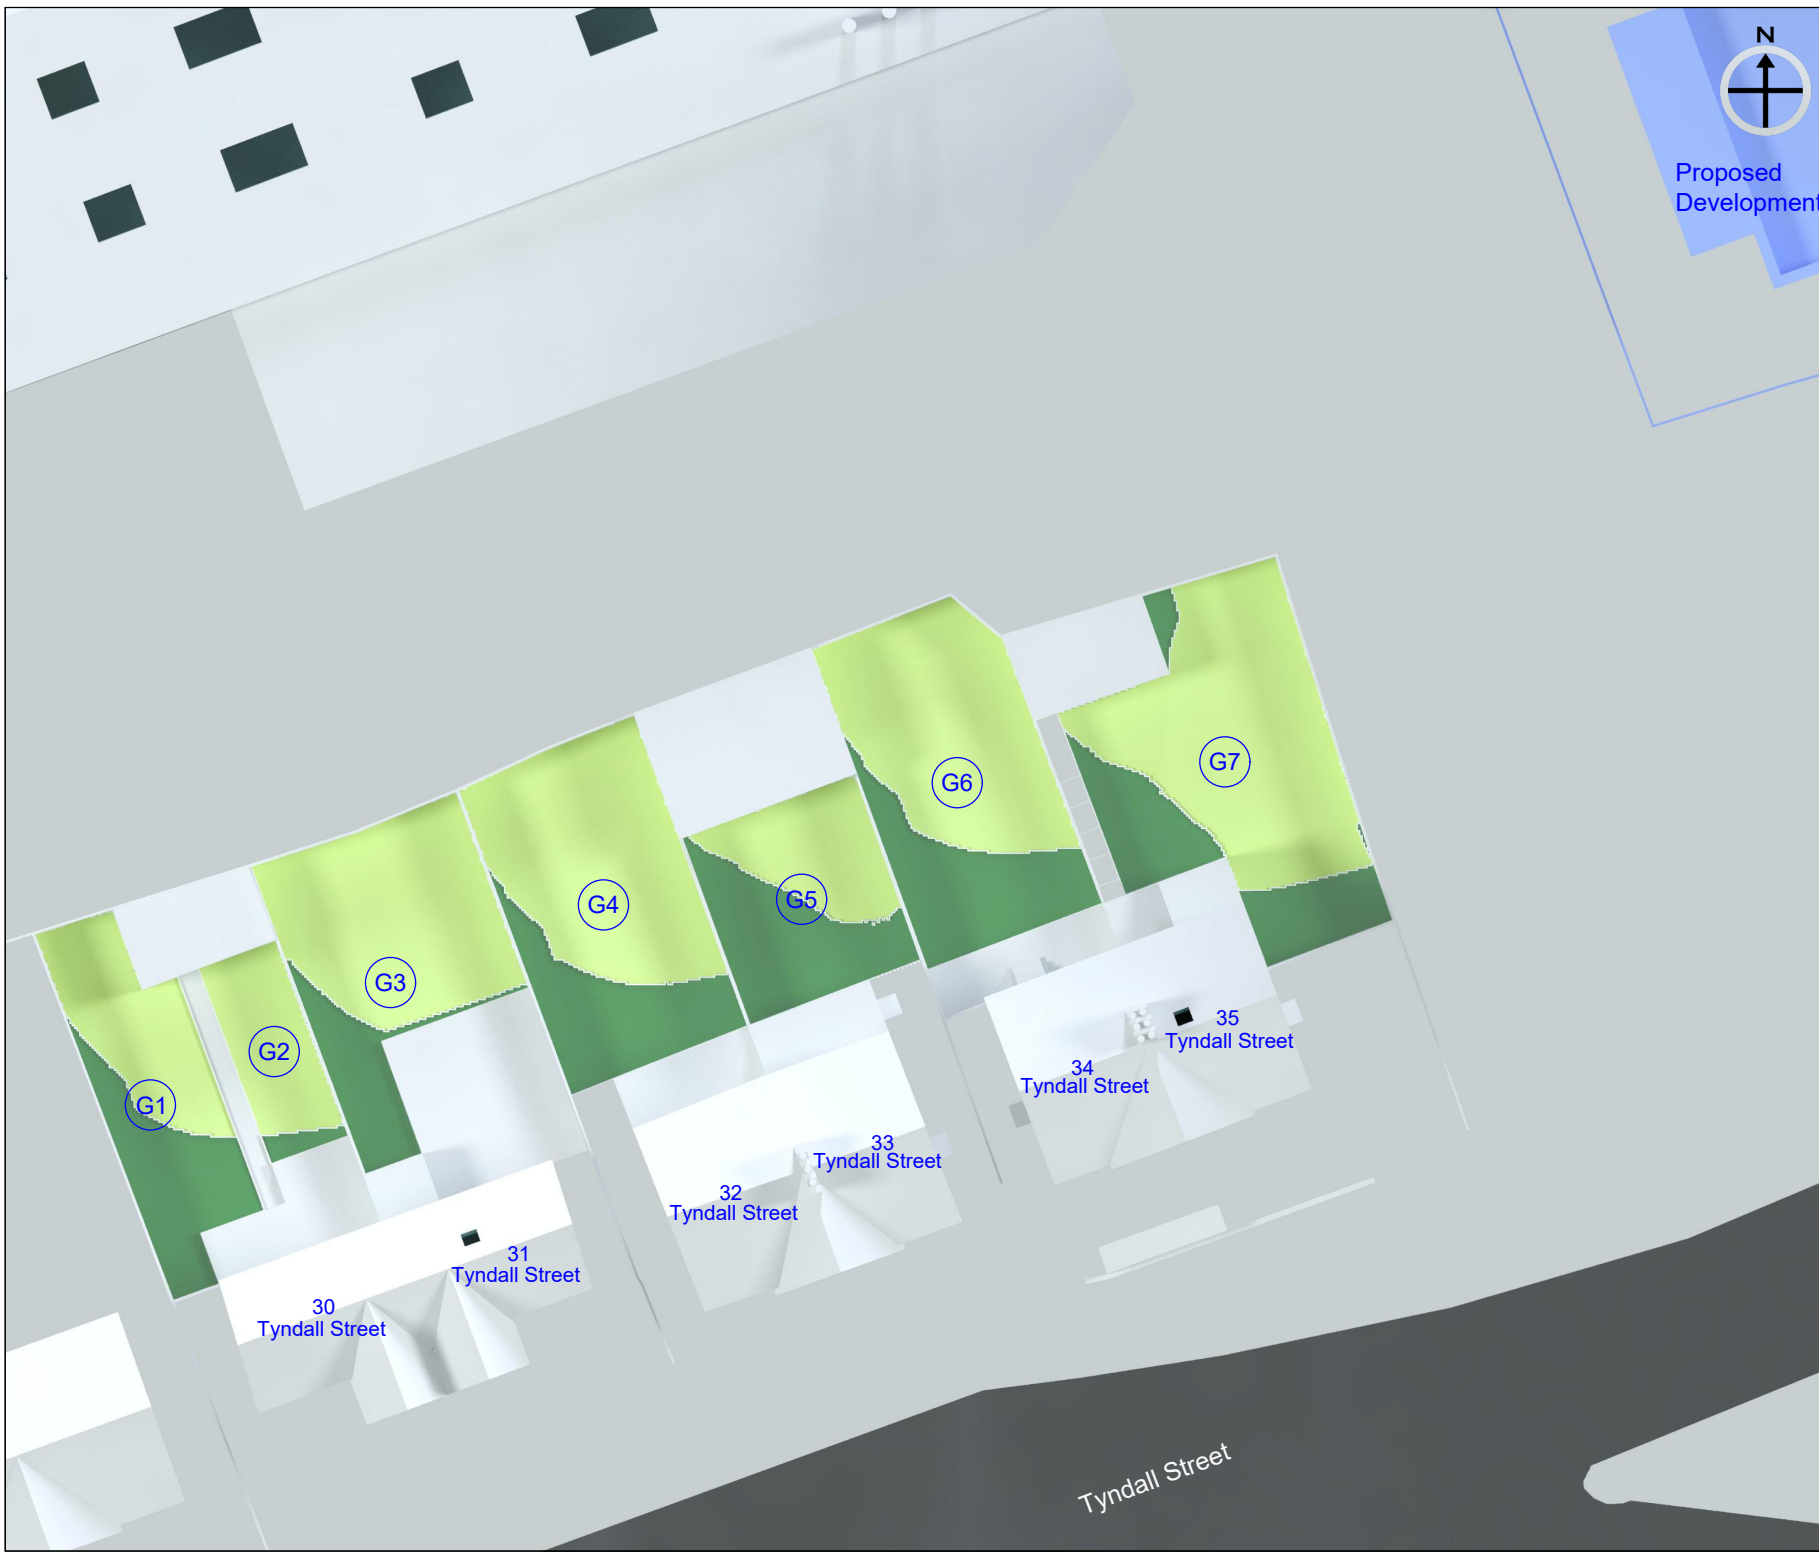 N
Proposed
Development
G7
G6
G5
G4
G3
G2
G1
35
Tyndall Street
34
Tyndall Street
33
Tyndall Street
32
Tyndall Street
31
Tyndall Street
30
Tyndall Street
Tyndall Street